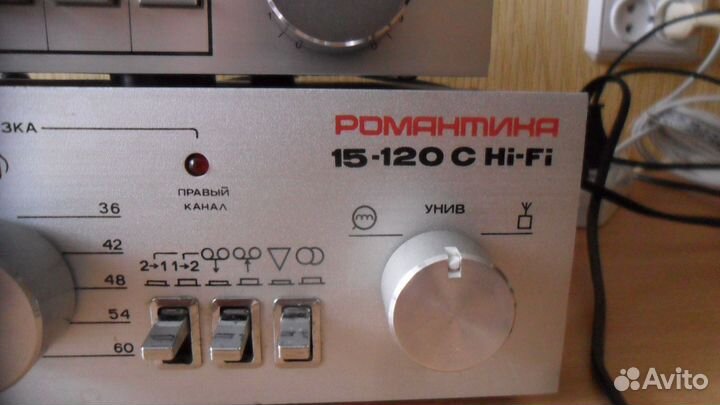 ЗКА
РОМАНТИКА
15-120 С Hi-Fi
ПРАВЫЙ
КАНАЛ
УНИВ
36
42
48
54
60
2→1 1→2
Avito